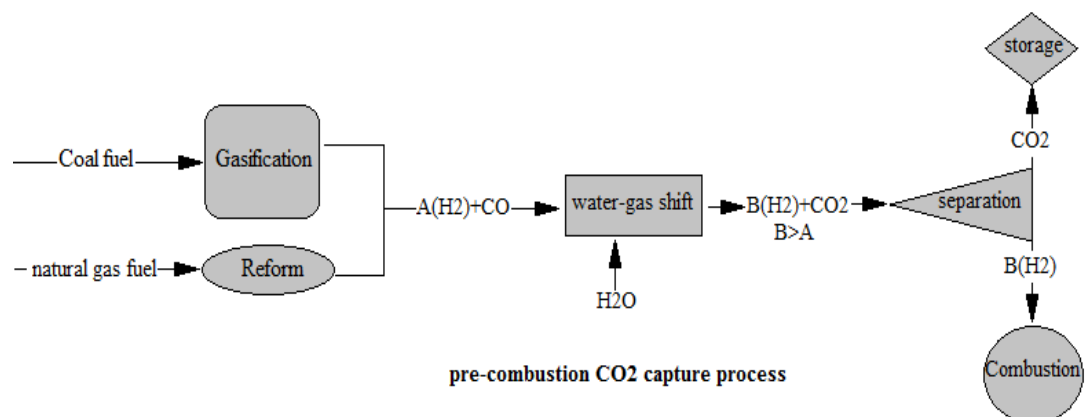 storage
CO2
Coal fuel
Gasification
A(H2)+CO
water-gas shift
B(H2)+CO2
B>A
separation
natural gas fuel
Reform
H2O
B(H2)
Combustion
pre-combustion CO2 capture process